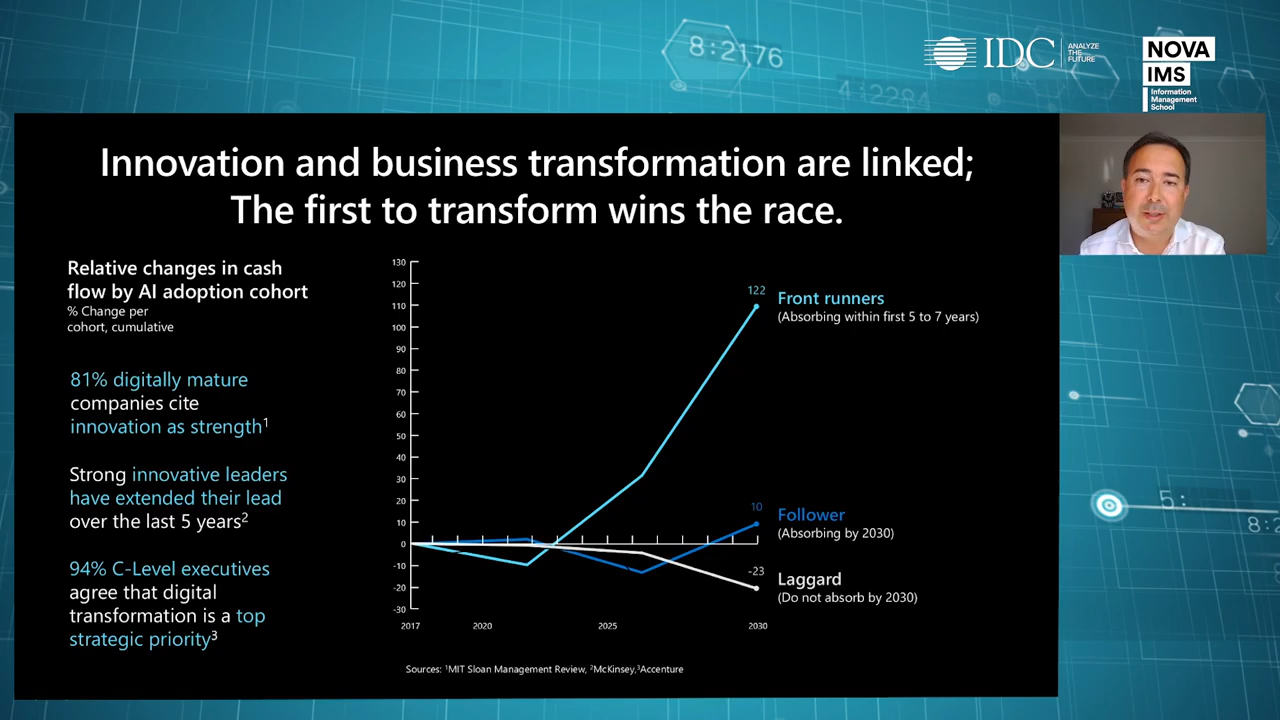 8:2176
4:2294
IDC
ANALYZE
THE
FUTURE
NOVA
IMS
Information
Management
School
Innovation and business transformation are linked;
The first to transform wins the race.
Relative changes in cash
flow by AI adoption cohort
% Change per
cohort, cumulative
81% digitally mature
companies cite
innovation as strength¹
Strong innovative leaders
have extended their lead
over the last 5 years²
94% C-Level executives
agree that digital
transformation is a top
strategic priority³
130
120
110
100
90
80
70
60
50
40
30
20
10
0
-10
-20
-30
2017 2020 2025 2030
122
Front runners
(Absorbing within first 5 to 7 years)
10
Follower
(Absorbing by 2030)
-23
Laggard
(Do not absorb by 2030)
Sources: ¹MIT Sloan Management Review, ²McKinsey,³Accenture
5:
8:2